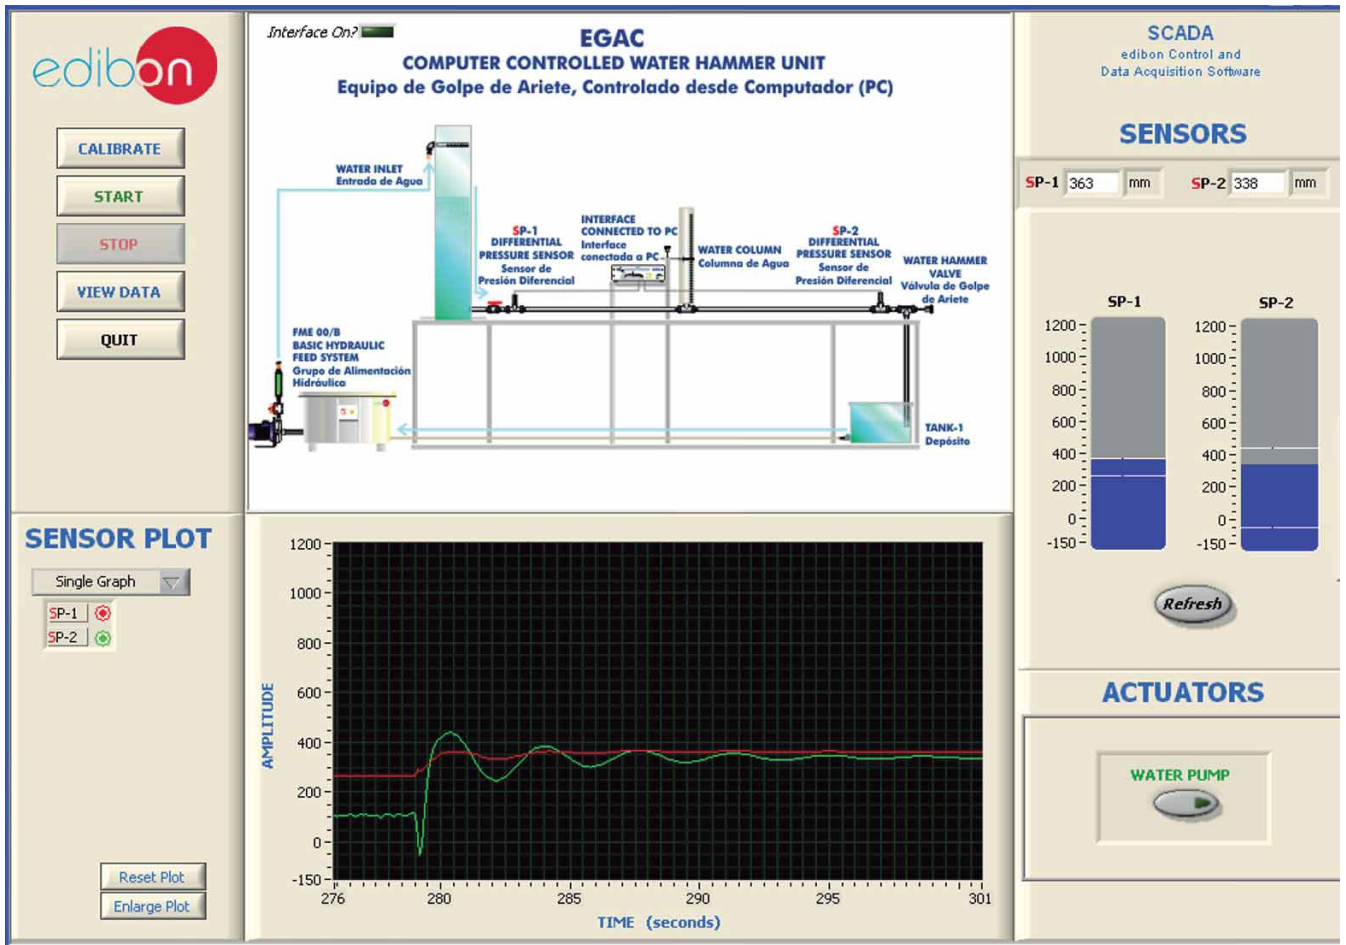 edibon
CALIBRATE
START
STOP
VIEW DATA
QUIT
Interface On?
EGAC
COMPUTER CONTROLLED WATER HAMMER UNIT
Equipo de Golpe de Ariete, Controlado desde Computador (PC)
WATER INLET
Entrada de Agua
SP-1
DIFFERENTIAL
PRESSURE SENSOR
Sensor de
Presión Diferencial
INTERFACE
CONNECTED TO PC
Interface
conectada a PC
WATER COLUMN
Columna de Agua
SP-2
DIFFERENTIAL
PRESSURE SENSOR
Sensor de
Presión Diferencial
WATER HAMMER
VALVE
Válvula de Golpe
de Ariete
FME 00/B
BASIC HYDRAULIC
FEED SYSTEM
Grupo de Alimentación
Hidráulica
TANK-1
Depósito
SCADA
edibon Control and
Data Acquisition Software
SENSORS
SP-1 363 mm SP-2 338 mm
SP-1
1200
1000
800
600
400
200
0
-150
SP-2
1200
1000
800
600
400
200
0
-150
Refresh
SENSOR PLOT
Single Graph
SP-1
SP-2
Reset Plot
Enlarge Plot
AMPLITUDE
1200
1000
800
600
400
200
0
-150
276 280 285 290 295 301
TIME (seconds)
ACTUATORS
WATER PUMP